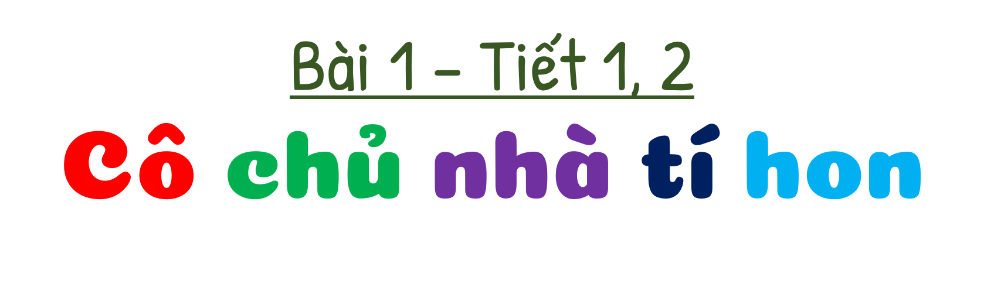 Bài 1 – Tiết 1, 2
Cô chủ nhà tí hon